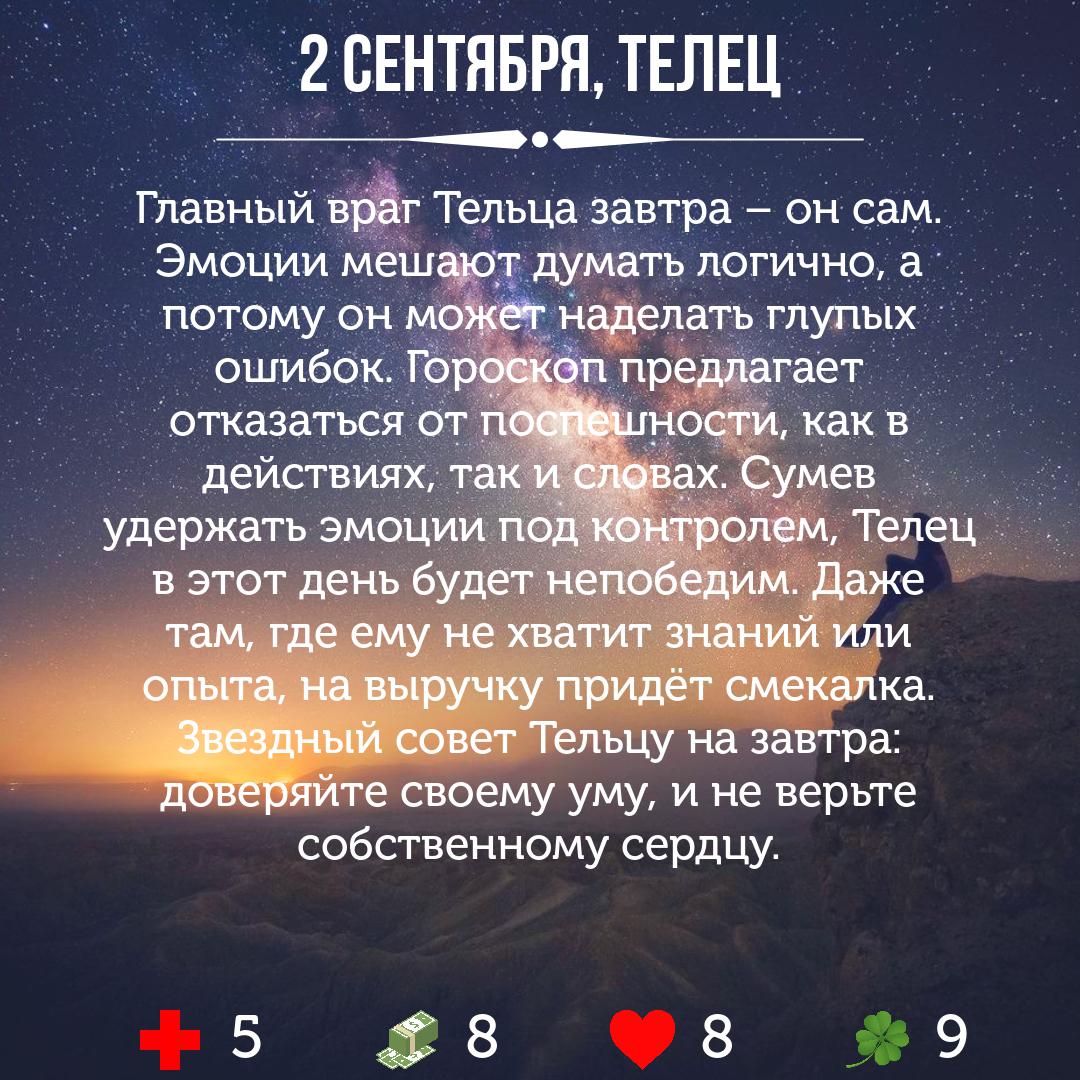 2 СЕНТЯБРЯ, ТЕЛЕЦ
Главный враг Тельца завтра – он сам.
Эмоции мешают думать логично, а
потому он может наделать глупых
ошибок. Гороскоп предлагает
отказаться от поспешности, как в
действиях, так и словах. Сумев
удержать эмоции под контролем, Телец
в этот день будет непобедим. Даже
там, где ему не хватит знаний или
опыта, на выручку придёт смекалка.
Звездный совет Тельцу на завтра:
доверяйте своему уму, и не верьте
собственному сердцу.
5 8 8 9